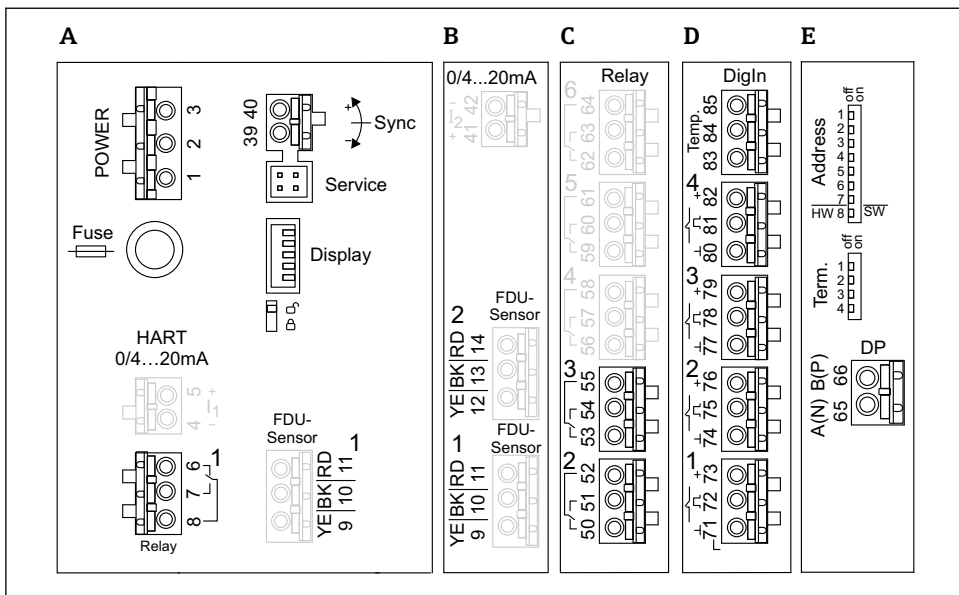 A
B
C
D
E
POWER
3
2
1
39 40
+
-
Sync
Service
Fuse
Display
HART
0/4...20mA
4 5
- I1 +
6
7
8
1
Relay
FDU-
Sensor
1
YE|BK|RD
9 |10| 11
0/4...20mA
- I2 +
41 42
FDU-
Sensor
2
YE|BK|RD
12 |13| 14
FDU-
Sensor
1
YE|BK|RD
9 |10| 11
Relay
6
62 63 64
5
59 60 61
4
56 57 58
3
53 54 55
2
50 51 52
DigIn
Temp.
83 84 85
4
80 81 82 +
3
77 78 79 +
2
74 75 76 +
1
71 72 73 +
off
on
Address
1
2
3
4
5
6
7
HW 8 SW
off
on
Term.
1
2
3
4
DP
A(N) B(P)
65 66